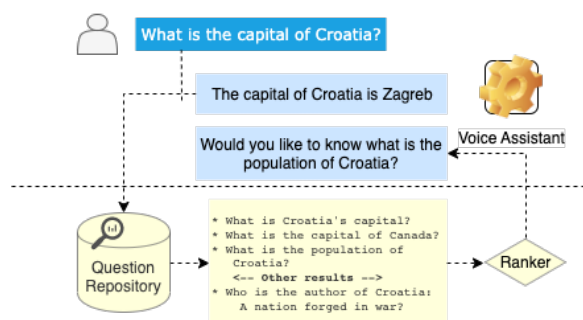 What is the capital of Croatia?
The capital of Croatia is Zagreb
Would you like to know what is the
population of Croatia?
Voice Assistant
Question
Repository
* What is Croatia's capital?
* What is the capital of Canada?
* What is the population of
Croatia?
<-- Other results -->
* Who is the author of Croatia:
A nation forged in war?
Ranker